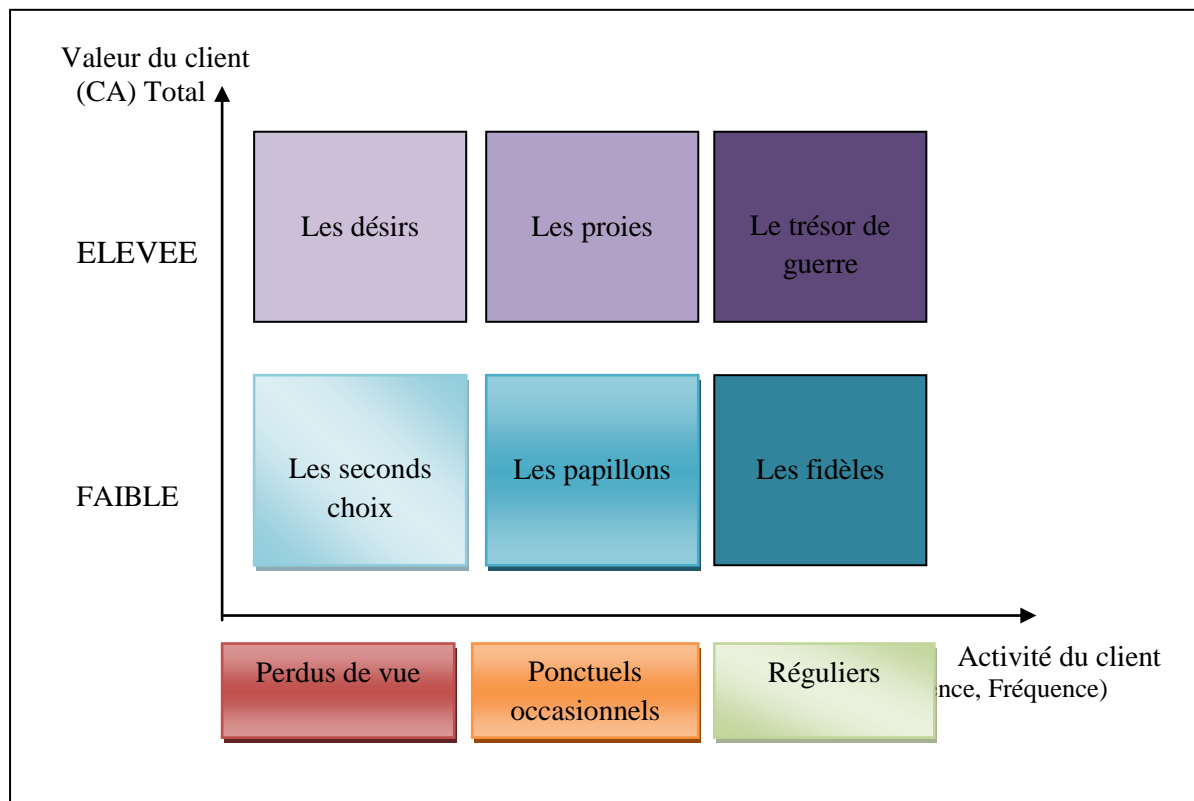 Valeur du client
(CA) Total
ELEVEE
Les désirs
Les proies
Le trésor de
guerre
FAIBLE
Les seconds
choix
Les papillons
Les fidèles
Perdus de vue
Ponctuels
occasionnels
Réguliers
Activité du client
Fréquence)